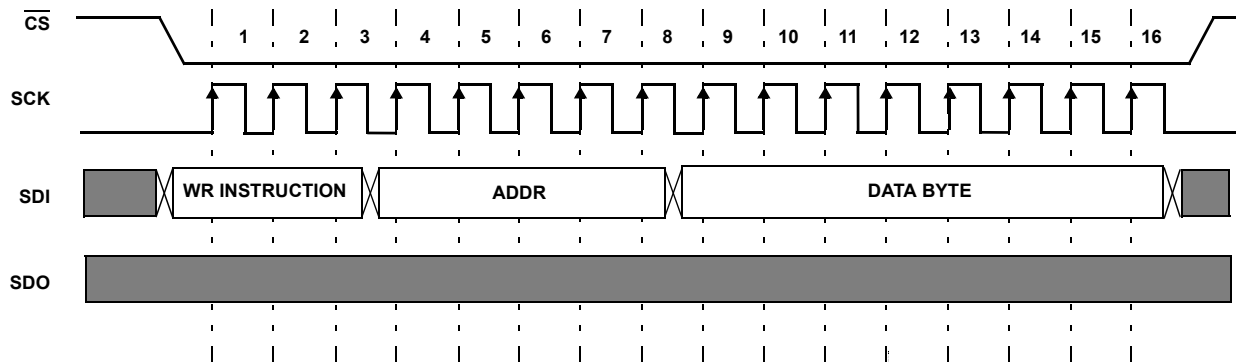 CS
1 2 3 4 5 6 7 8 9 10 11 12 13 14 15 16
SCK
SDI
WR INSTRUCTION
ADDR
DATA BYTE
SDO